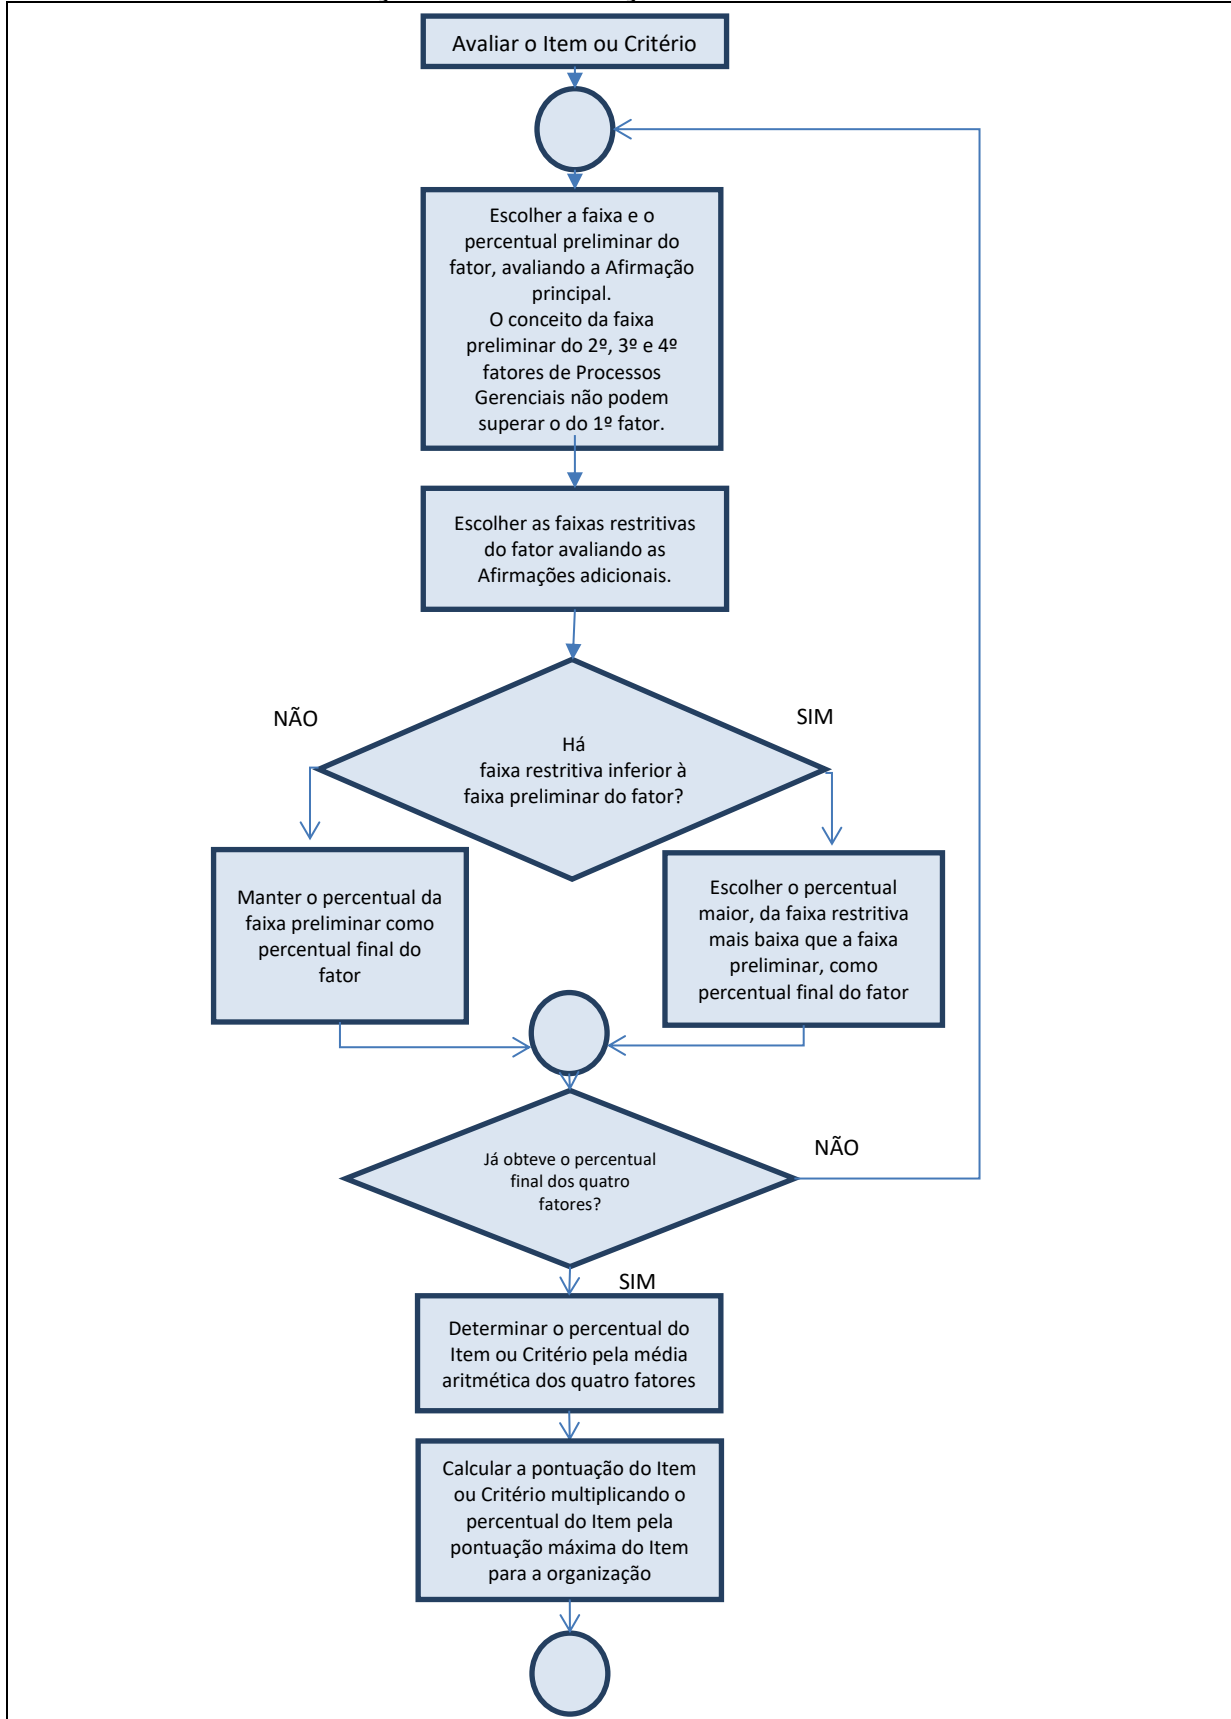 Avaliar o Item ou Critério
Escolher a faixa e o
percentual preliminar do
fator, avaliando a Afirmação
principal.
O conceito da faixa
preliminar do 2º, 3º e 4º
fatores de Processos
Gerenciais não podem
superar o do 1º fator.
Escolher as faixas restritivas
do fator avaliando as
Afirmações adicionais.
NÃO
SIM
Há
faixa restritiva inferior à
faixa preliminar do fator?
Manter o percentual da
faixa preliminar como
percentual final do
fator
Escolher o percentual
maior, da faixa restritiva
mais baixa que a faixa
preliminar, como
percentual final do fator
Já obteve o percentual
final dos quatro
fatores?
NÃO
SIM
Determinar o percentual do
Item ou Critério pela média
aritmética dos quatro fatores
Calcular a pontuação do Item
ou Critério multiplicando o
percentual do Item pela
pontuação máxima do Item
para a organização